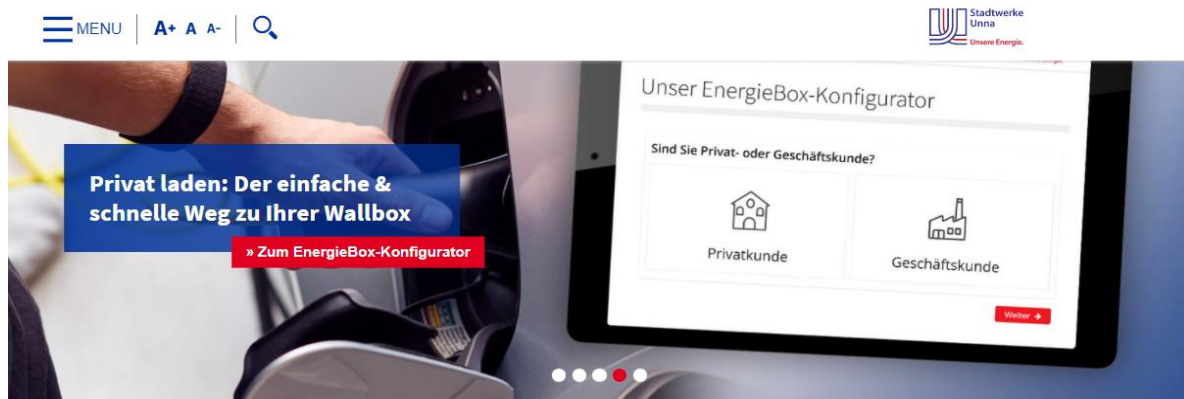 MENU
A+ A A-
Stadtwerke
Unna
Unsere Energie.
Unser EnergieBox-Konfigurator
Sind Sie Privat- oder Geschäftskunde?
Privatkunde
Geschäftskunde
Weiter →
Privat laden: Der einfache &
schnelle Weg zu Ihrer Wallbox
» Zum EnergieBox-Konfigurator